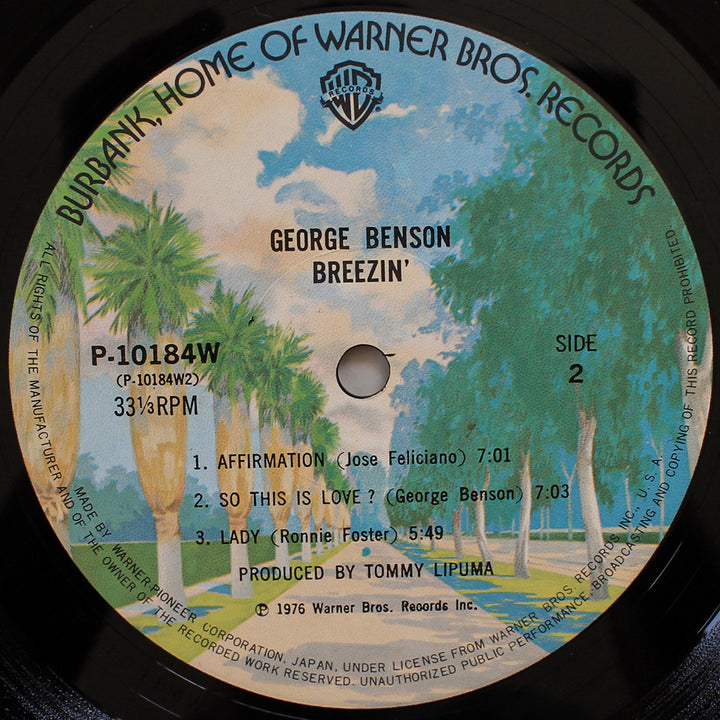 BURBANK, HOME OF WARNER BROS. RECORDS
W
RECORDS
®
GEORGE BENSON
BREEZIN'
P-10184W
(P-10184W2)
33⅓RPM
SIDE
2
1. AFFIRMATION (Jose Feliciano) 7:01
2. SO THIS IS LOVE? (George Benson) 7:03
3. LADY (Ronnie Foster) 5:49
PRODUCED BY TOMMY LIPUMA
℗ 1976 Warner Bros. Records Inc.
MADE BY WARNER-PIONEER CORPORATION, JAPAN, UNDER LICENSE FROM WARNER BROS RECORDS INC., U.S.A.
ALL RIGHTS OF THE MANUFACTURER AND OF THE OWNER OF THE RECORDED WORK RESERVED. UNAUTHORIZED PUBLIC PERFORMANCE, BROADCASTING AND COPYING OF THIS RECORD PROHIBITED